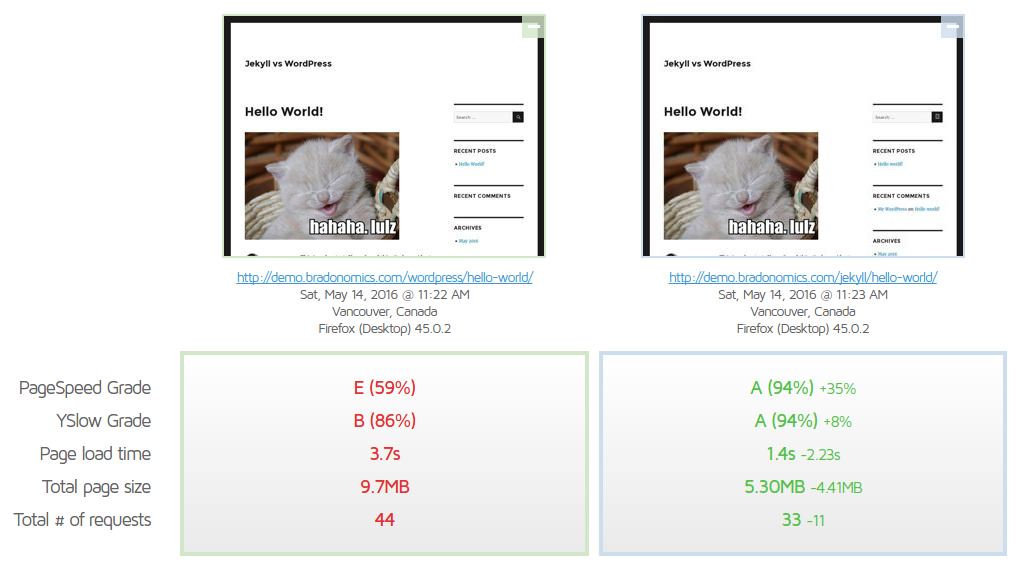 Jekyll vs WordPress
Hello World!
Search ...
RECENT POSTS
Hello World!
RECENT COMMENTS
ARCHIVES
May 2016
hahaha. lulz
http://demo.bradonomics.com/wordpress/hello-world/
Sat, May 14, 2016 @ 11:22 AM
Vancouver, Canada
Firefox (Desktop) 45.0.2
Jekyll vs WordPress
Hello World!
Search ...
RECENT POSTS
Hello world!
RECENT COMMENTS
My WordPress on Hello world!
ARCHIVES
May 2016
hahaha. lulz
http://demo.bradonomics.com/jekyll/hello-world/
Sat, May 14, 2016 @ 11:23 AM
Vancouver, Canada
Firefox (Desktop) 45.0.2
PageSpeed Grade E (59%) A (94%) +35%
YSlow Grade B (86%) A (94%) +8%
Page load time 3.7s 1.4s -2.23s
Total page size 9.7MB 5.30MB -4.41MB
Total # of requests 44 33 -11